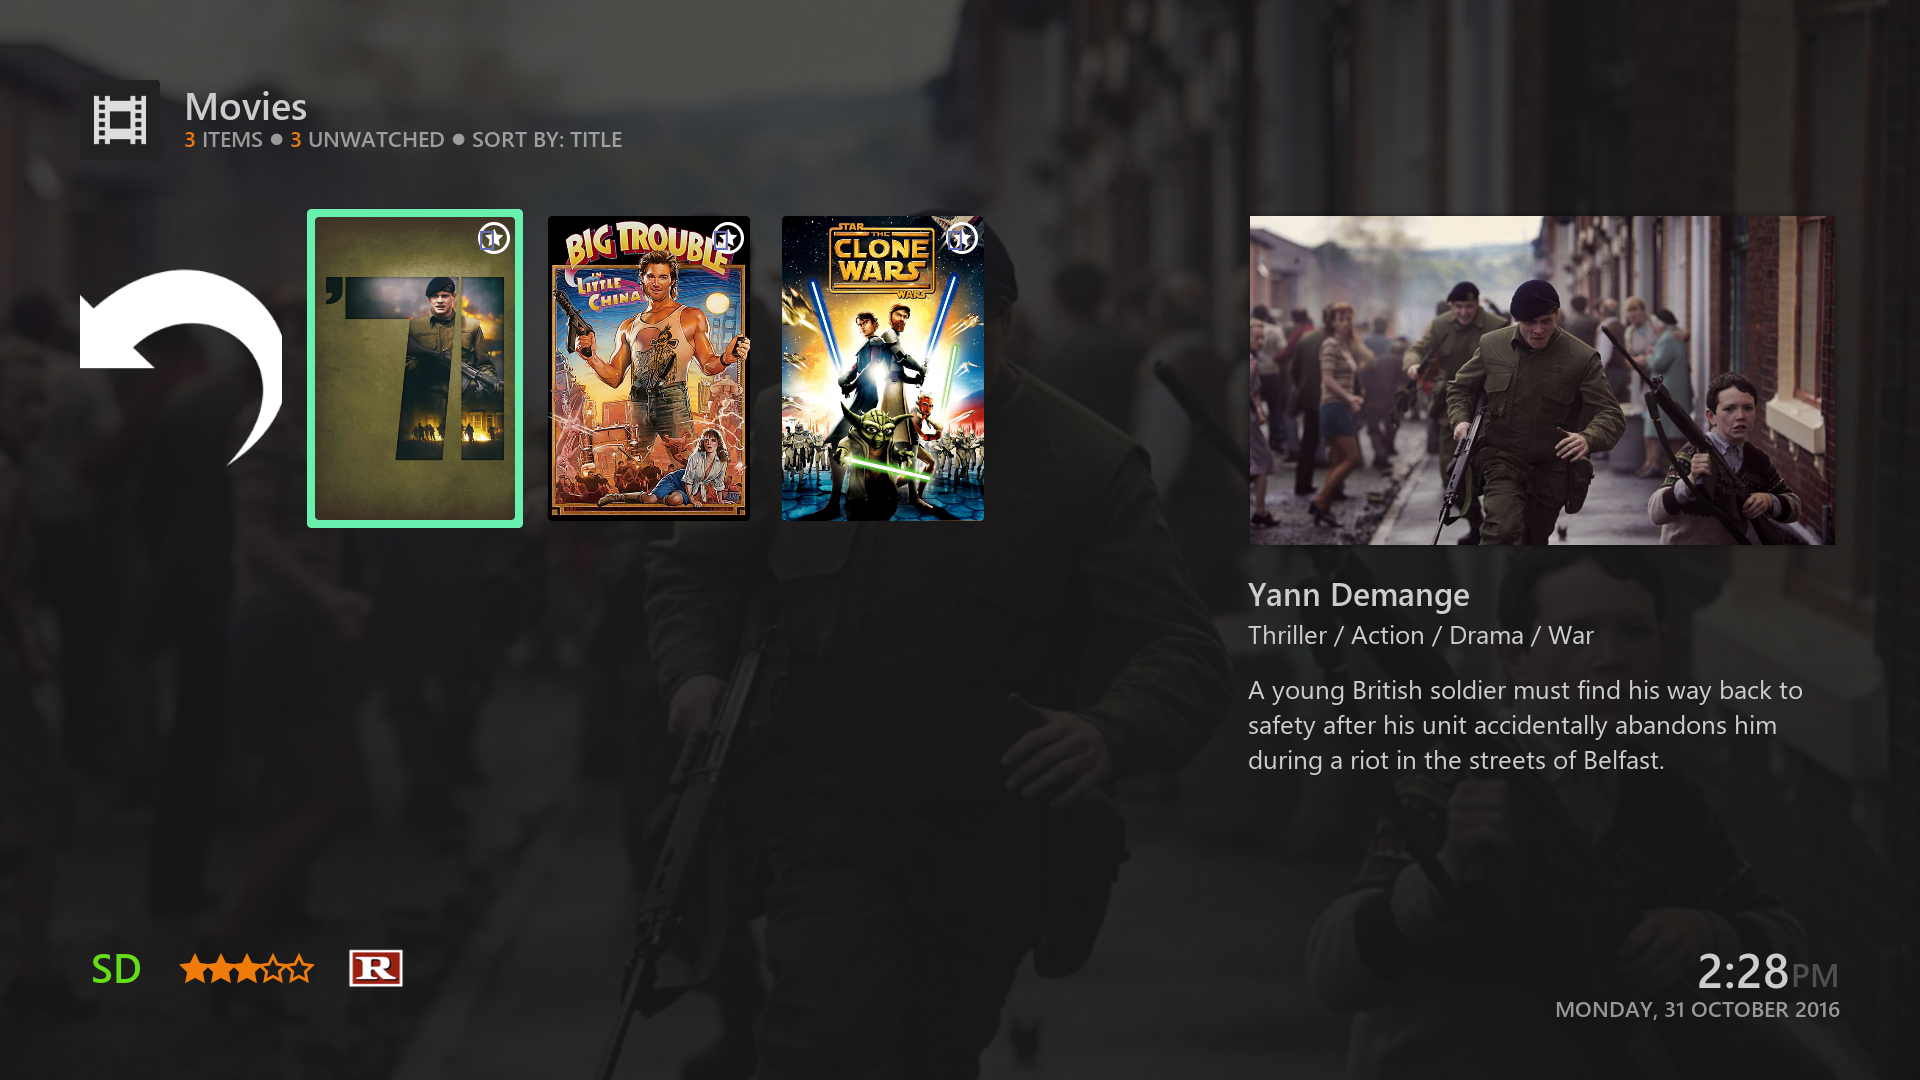 Movies
3 ITEMS ● 3 UNWATCHED ● SORT BY: TITLE
'71
BIG TROUBLE
IN
LITTLE
CHINA
STAR
THE
CLONE
WARS
WARS
Yann Demange
Thriller / Action / Drama / War
A young British soldier must find his way back to
safety after his unit accidentally abandons him
during a riot in the streets of Belfast.
SD
R
2:28PM
MONDAY, 31 OCTOBER 2016